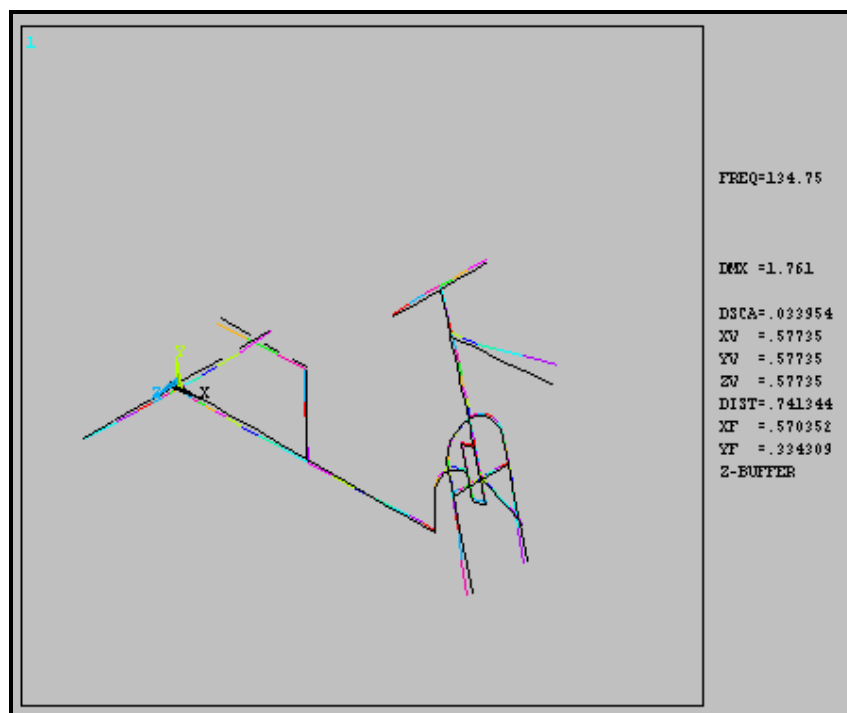 1
FREQ=134.75
DMX =1.761
DSCA=.033954
XV =.57735
YV =.57735
ZV =.57735
DIST=.741344
XF =.570352
YF =.334309
Z-BUFFER
Y
Z X